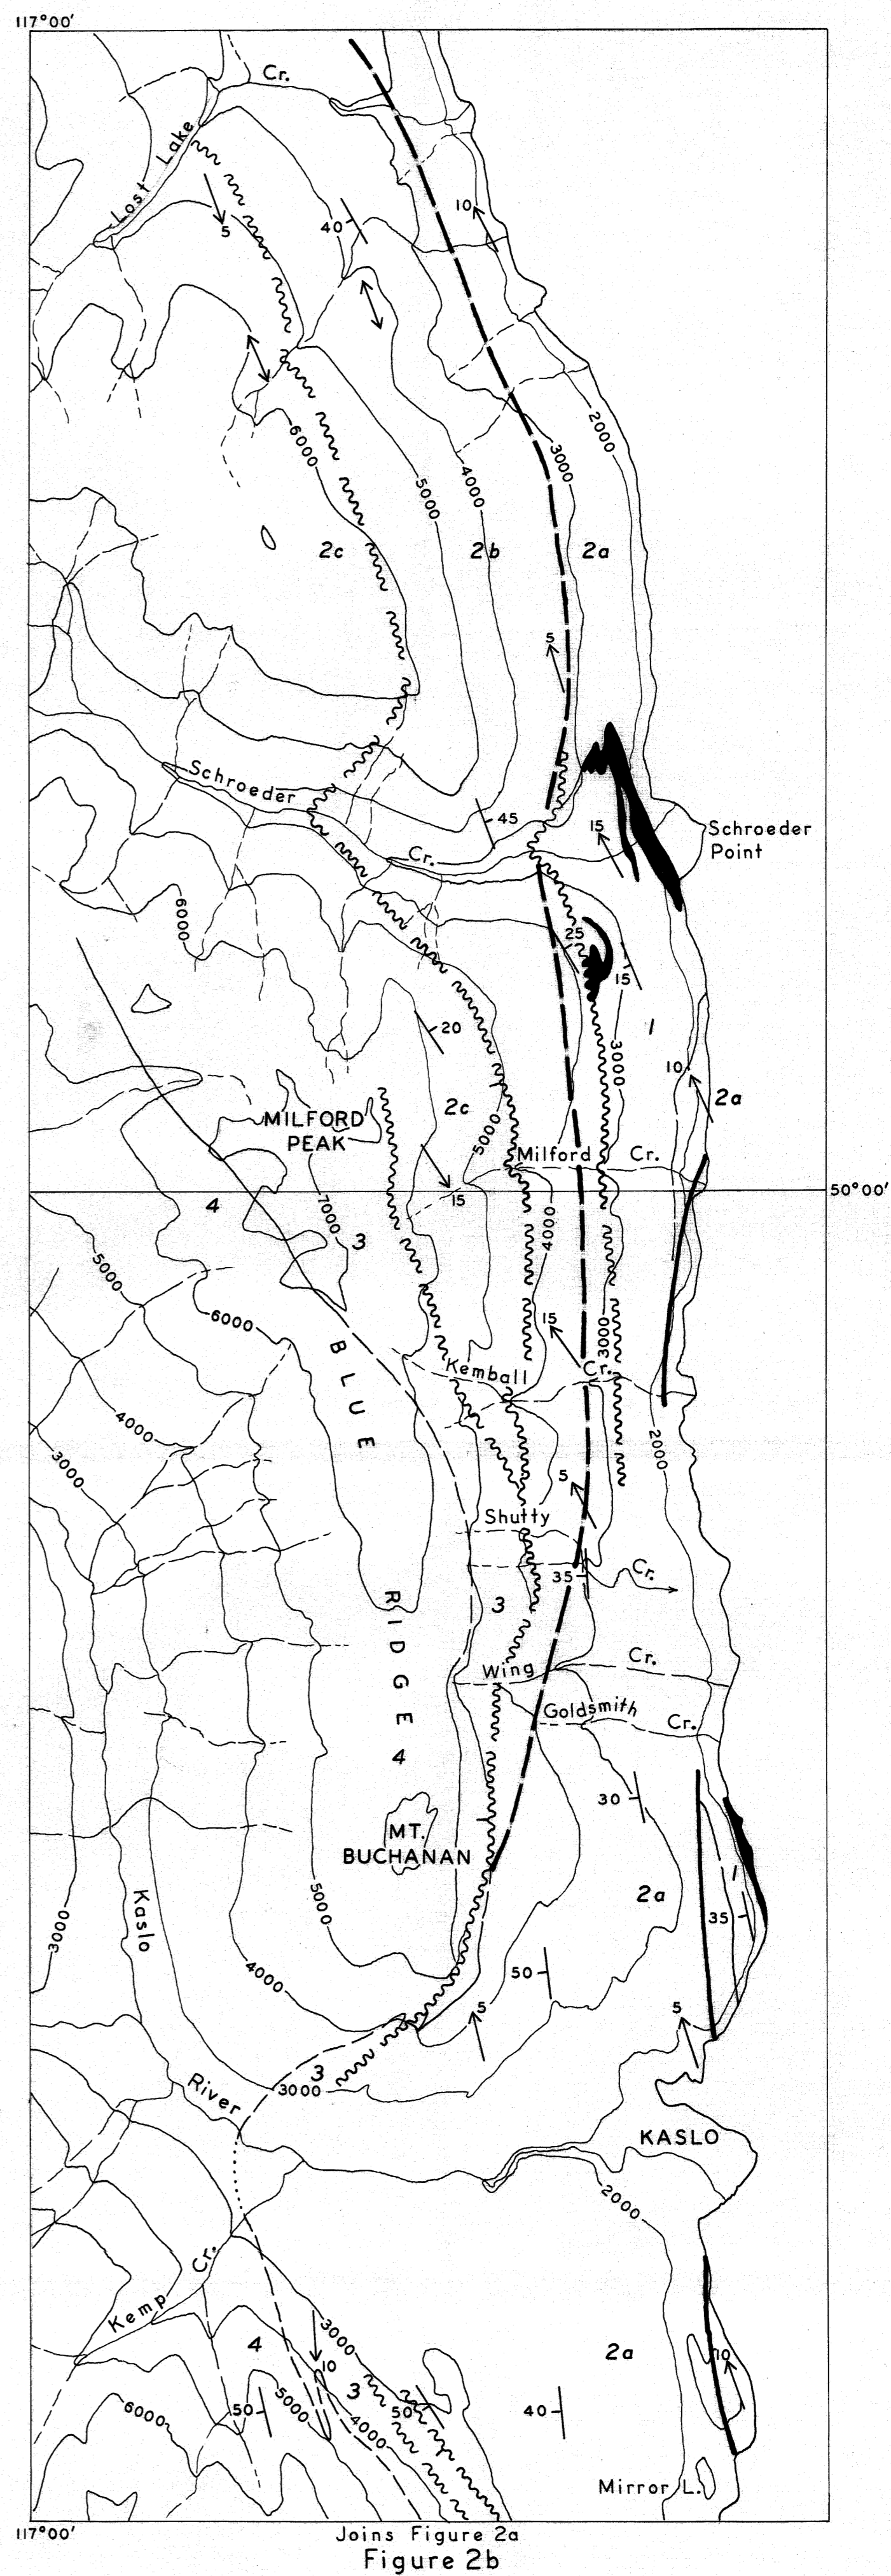 117°00′
Cr.
Lost Lake
10
40
5
2000
6000
3000
4000
5000
2c
2b
2a
5
Schroeder
45
15
Schroeder
Point
Cr.
6000
25
15
20
1
3000
10
2a
2c
MILFORD
PEAK
5000
Milford Cr.
50°00′
15
4
7000
3
4000
5000
6000
15
3000
BLUE
Kemball Cr.
4000
3000
2000
5
Shutty
Cr.
35
3
RIDGE
Wing Cr.
Goldsmith
Cr.
4
30
MT.
BUCHANAN
1
2a
35
Kaslo
5000
3000
50
4000
5
5
3
3000
River
KASLO
2000
Cr.
Kemp
3000
4
2a
10
10
3
50
5000
50
40
6000
4000
Mirror L.
117°00′
Joins Figure 2a
Figure 2b